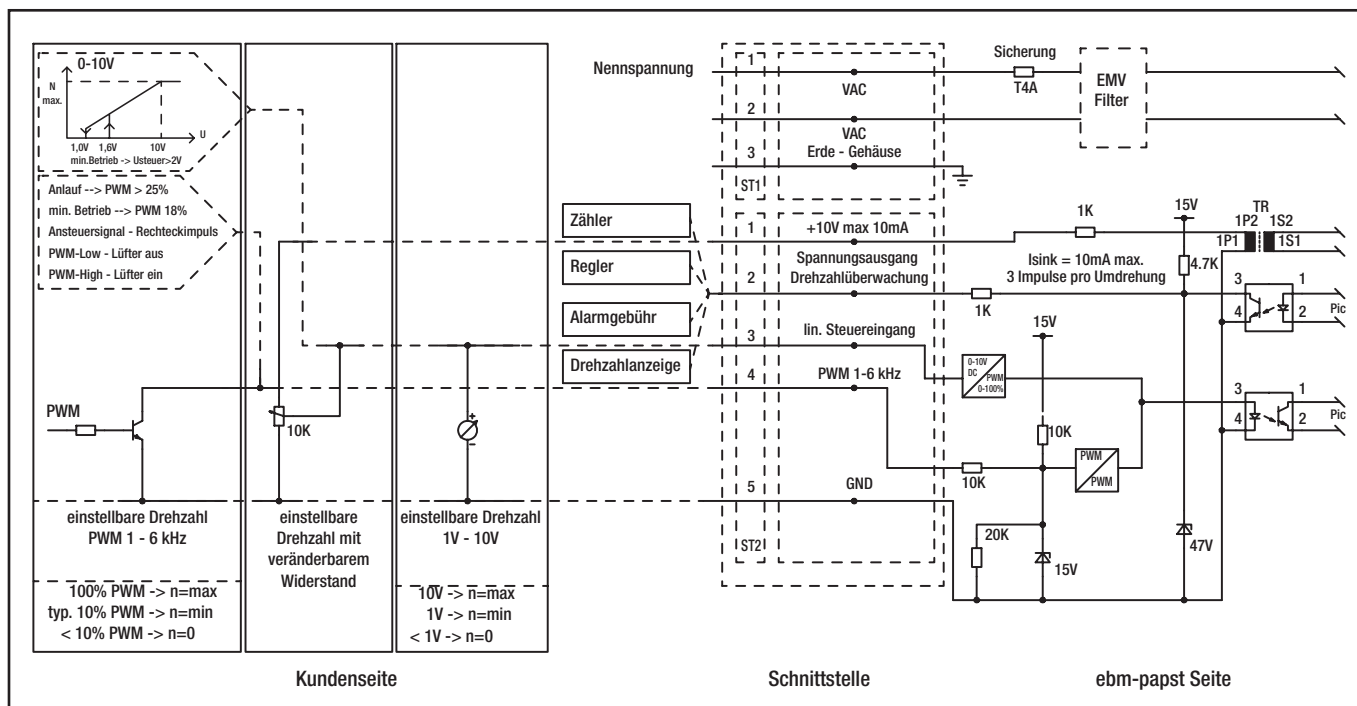 0-10V
N
max.
U
1,0V
1,6V
10V
min.Betrieb -> Usteuer>2V
Anlauf --> PWM > 25%
min. Betrieb --> PWM 18%
Ansteuersignal - Rechteckimpuls
PWM-Low - Lüfter aus
PWM-High - Lüfter ein
PWM
einstellbare Drehzahl
PWM 1 - 6 kHz
100% PWM -> n=max
typ. 10% PWM -> n=min
< 10% PWM -> n=0
10K
einstellbare
Drehzahl mit
veränderbarem
Widerstand
+
–
einstellbare Drehzahl
1V - 10V
10V -> n=max
1V -> n=min
< 1V -> n=0
Kundenseite
Nennspannung
Zähler
Regler
Alarmgebühr
Drehzahlanzeige
1
VAC
2
VAC
3
Erde - Gehäuse
ST1
1
+10V max 10mA
Spannungsausgang
2
Drehzahlüberwachung
3
lin. Steuereingang
4
PWM 1-6 kHz
5
GND
ST2
Schnittstelle
Sicherung
T4A
EMV
Filter
1K
15V
TR
1P2
1S2
1P1
1S1
Isink = 10mA max.
3 Impulse pro Umdrehung
4.7K
1K
3
1
4
2
Pic
15V
0-10V
DC
PWM
0-100%
3
1
4
2
Pic
10K
10K
PWM
PWM
20K
15V
47V
ebm-papst Seite